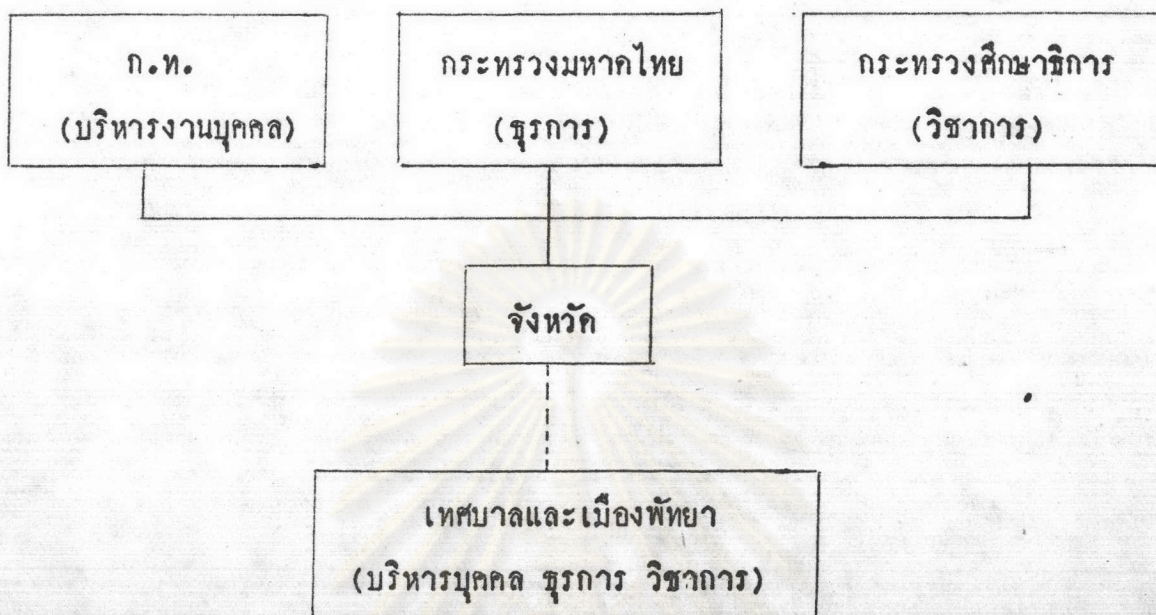 ก.ท.
(บริหารงานบุคคล)
กระทรวงมหาดไทย
(ธุรการ)
กระทรวงศึกษาธิการ
(วิชาการ)
จังหวัด
เทศบาลและเมืองพัทยา
(บริหารบุคคล ธุรการ วิชาการ)